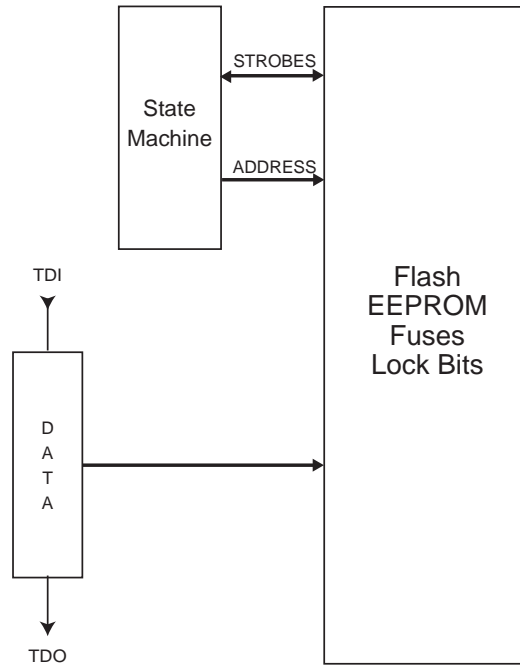 STROBES
State
Machine
ADDRESS
TDI
Flash
EEPROM
Fuses
Lock Bits
D
A
T
A
TDO